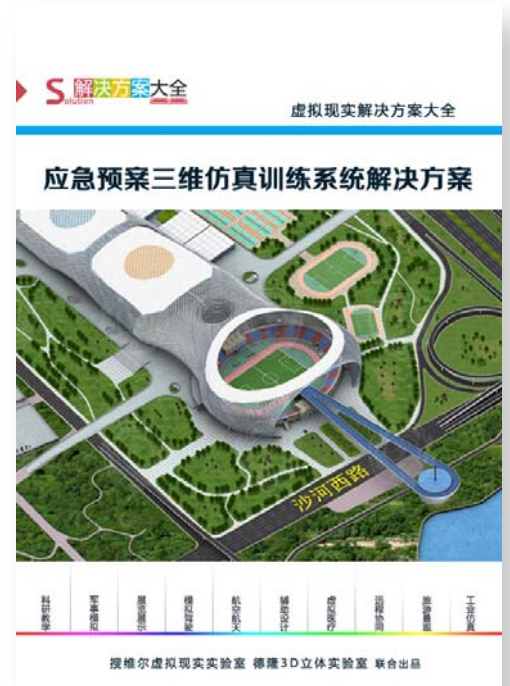 S 解决方案大全
olution
虚拟现实解决方案大全
应急预案三维仿真训练系统解决方案
沙河西路
科研教学
军事模拟
展览展示
模拟驾驶
航空航天
辅助设计
虚拟医疗
远程协同
旅游景观
工业仿真
搜维尔虚拟现实实验室 德隆3D立体实验室 联合出品